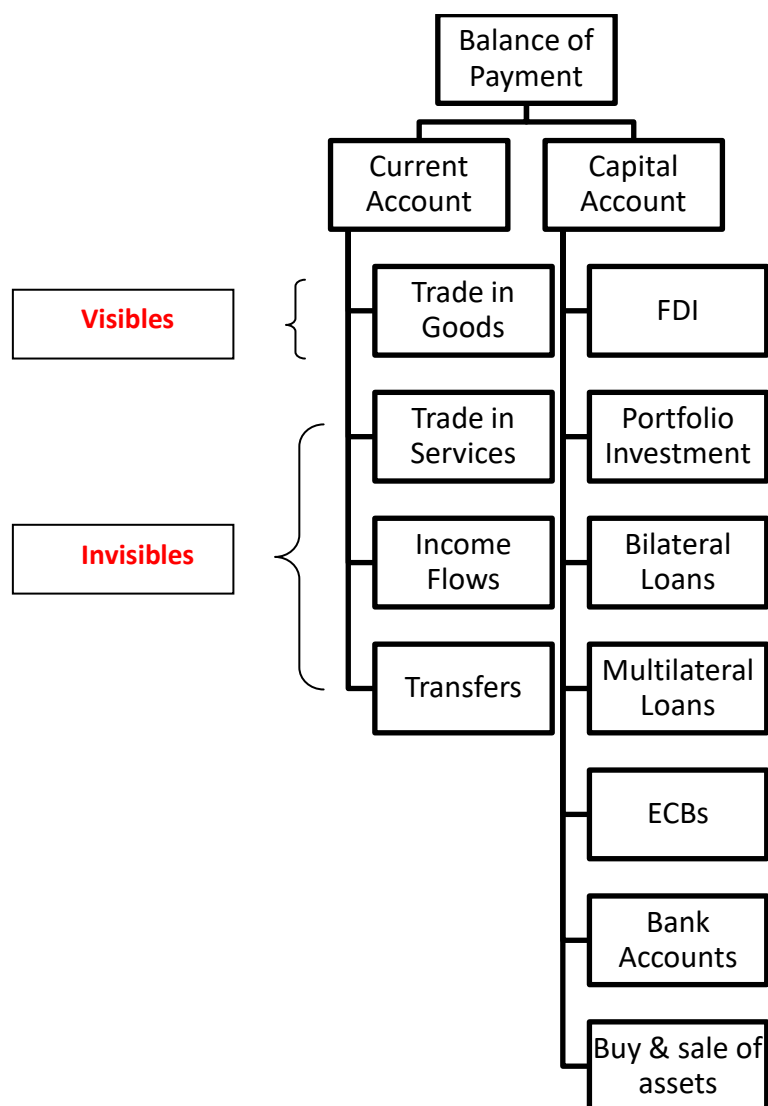 Balance of
Payment
Current
Account
Capital
Account
Visibles
Trade in
Goods
FDI
Trade in
Services
Portfolio
Investment
Invisibles
Income
Flows
Bilateral
Loans
Transfers
Multilateral
Loans
ECBs
Bank
Accounts
Buy & sale of
assets